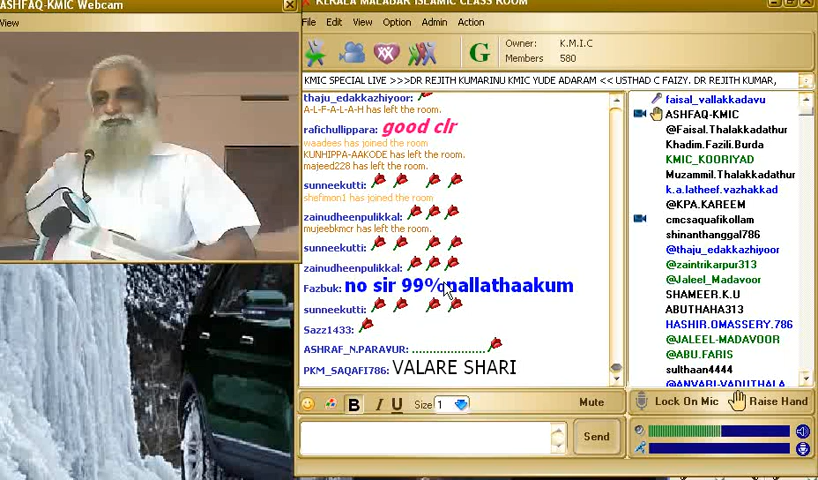 ASHFAQ-KMIC Webcam
View
KERALA MALABAR ISLAMIC CLASS ROOM
File Edit View Option Admin Action
G
Owner: K.M.I.C
Members 580
KMIC SPECIAL LIVE >>>DR REJITH KUMARINU KMIC YUDE ADARAM << USTHAD C FAIZY. DR REJITH KUMAR,
thaju_edakkazhiyoor:
A-L-F-A-L-A-H has left the room.
rafichullippara: good clr
waadees has joined the room
KUNHIPPA-AAKODE has left the room.
majeed228 has left the room.
sunneekutti:
shefimon1 has joined the room
zainudheenpulikkal:
mujeebkmcr has left the room.
sunneekutti:
zainudheenpulikkal:
Fazbuk: no sir 99% nallathaakum
sunneekutti:
Sazz1433:
ASHRAF_N.PARAVUR: .....................
PKM_SAQAFI786: VALARE SHARI
faisal_vallakkadavu
ASHFAQ-KMIC
@Faisal.Thalakkadathur
Khadim.Fazili.Burda
KMIC_KOORIYAD
Muzammil.Thalakkadathur
k.a.latheef.vazhakkad
@KPA.KAREEM
cmcsaquafikollam
shinanthanggal786
@thaju_edakkazhiyoor
@zaintrikarpur313
@Jaleel_Madavoor
SHAMEER.K.U
ABUTHAHA313
HASHIR.OMASSERY.786
@JALEEL-MADAVOOR
@ABU.FARIS
sulthaan4444
@ANVARI-VADUTHALA
B I U Size 1 Mute
Lock On Mic Raise Hand
Send